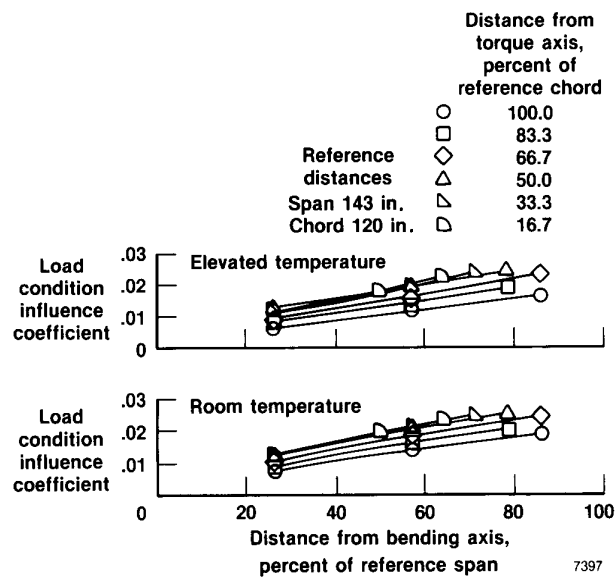 Distance from
torque axis,
percent of
reference chord
100.0
83.3
Reference 66.7
distances 50.0
Span 143 in. 33.3
Chord 120 in. 16.7
.03
Elevated temperature
Load
condition
influence
coefficient
.02
.01
0
.03
Room temperature
Load
condition
influence
coefficient
.02
.01
0 20 40 60 80 100
Distance from bending axis,
percent of reference span
7397